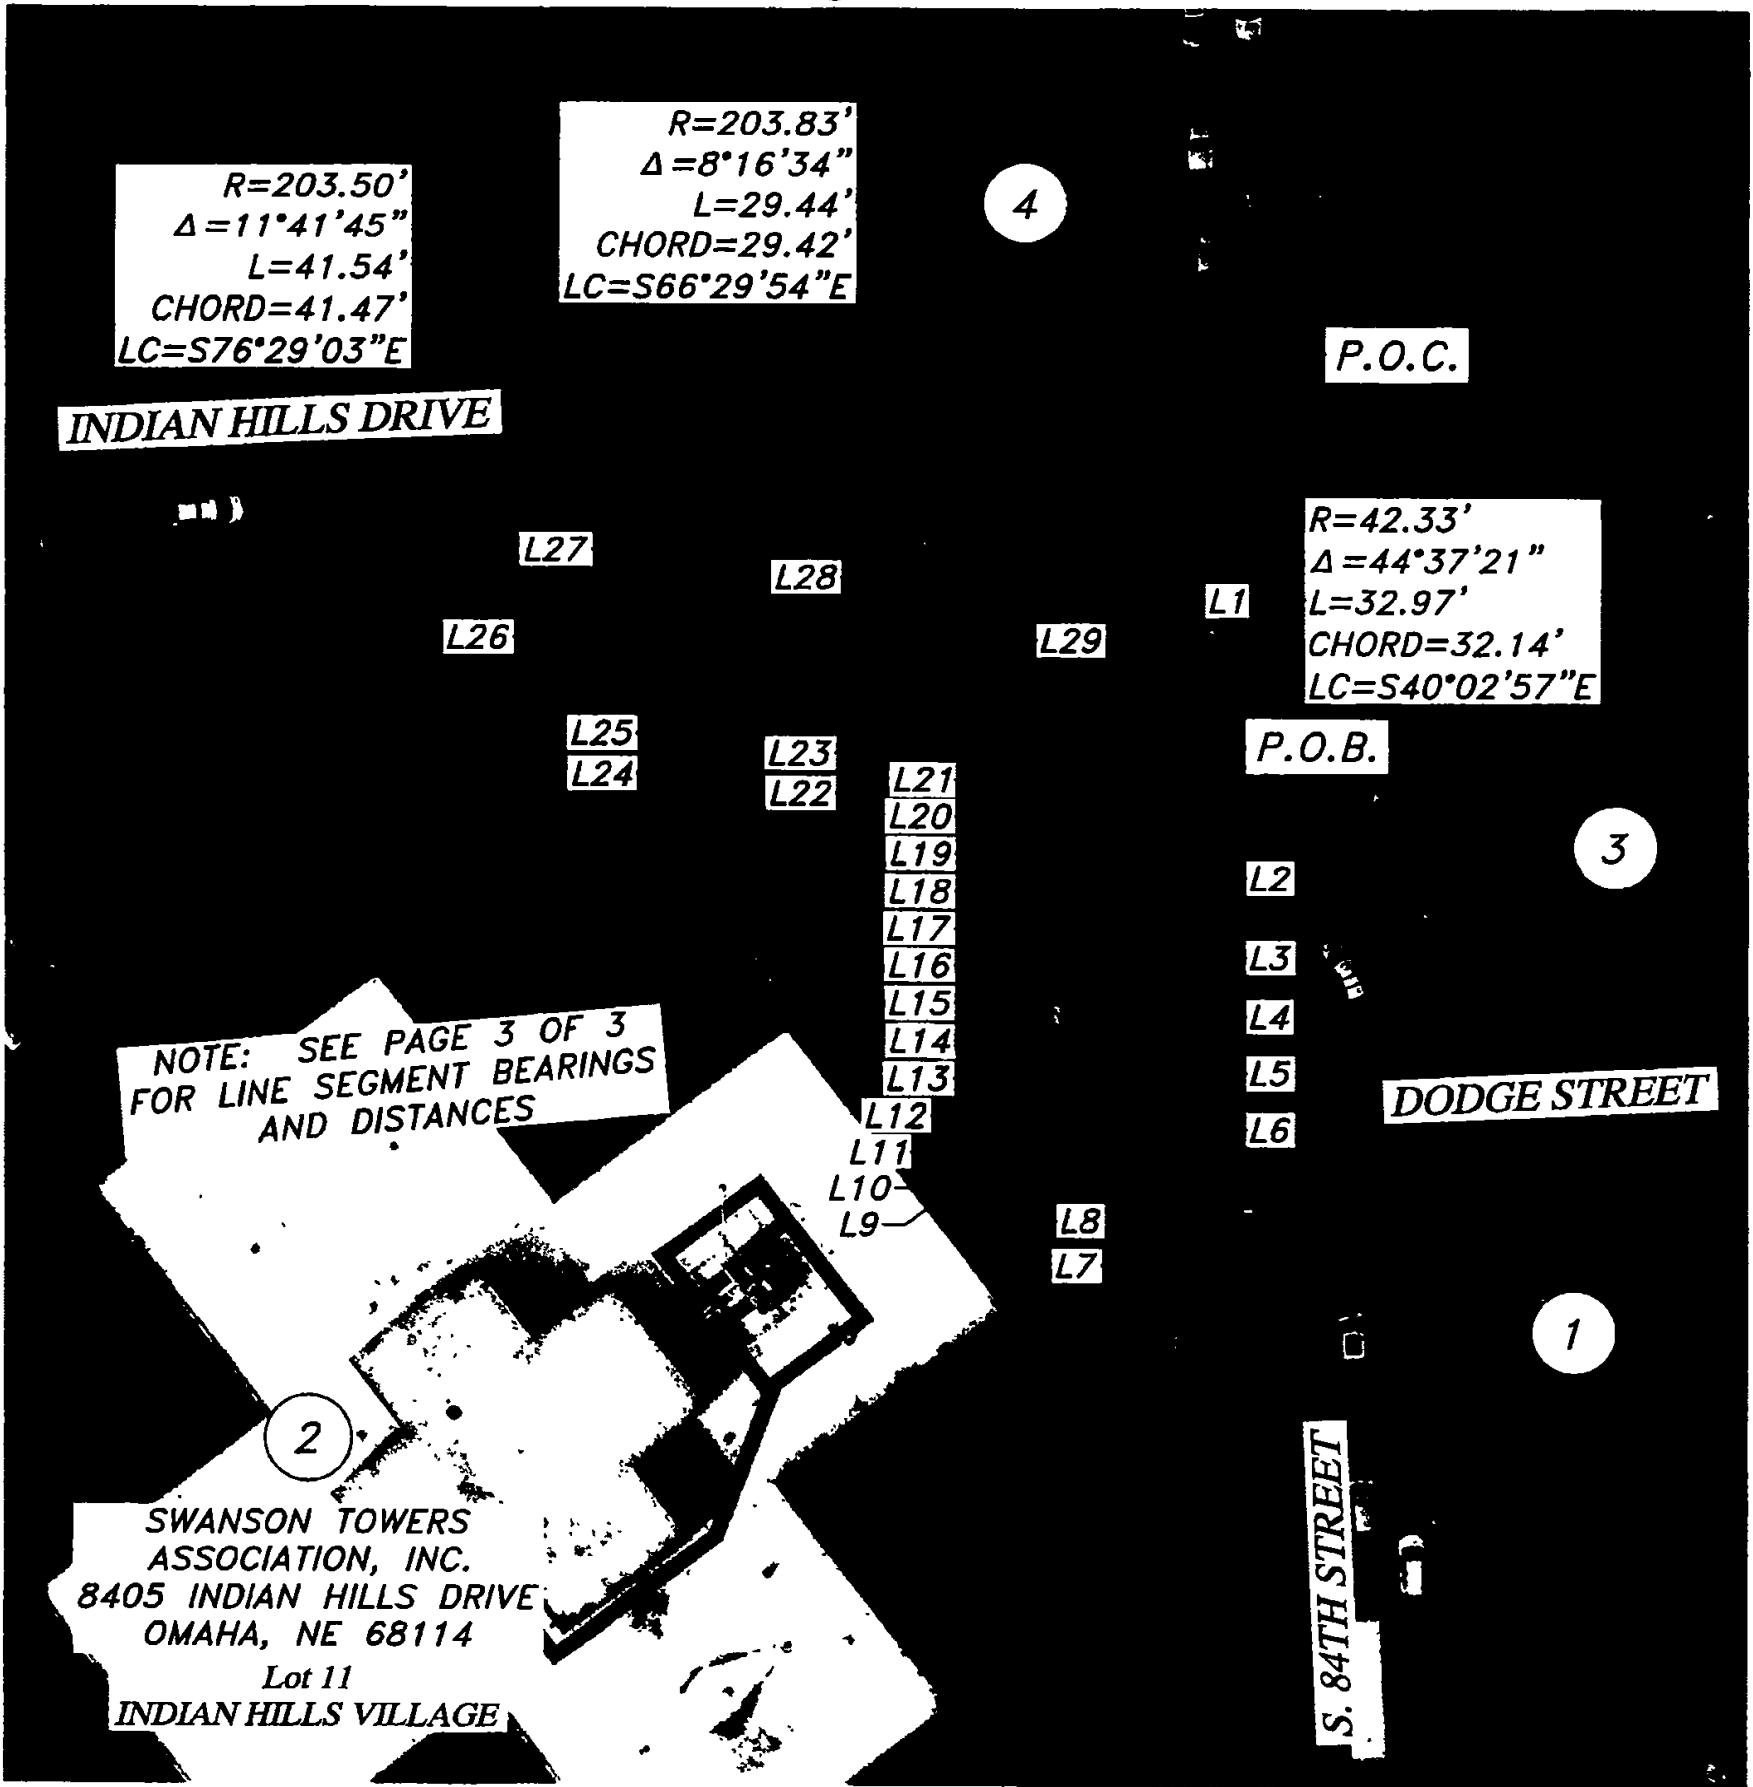 R=203.83'
Δ=8°16'34"
L=29.44'
CHORD=29.42'
LC=S66°29'54"E
R=203.50'
Δ=11°41'45"
L=41.54'
CHORD=41.47'
LC=S76°29'03"E
4
P.O.C.
INDIAN HILLS DRIVE
R=42.33'
Δ=44°37'21"
L=32.97'
CHORD=32.14'
LC=S40°02'57"E
L27
L28
L1
L26
L29
P.O.B.
L25
L24
L23
L22
L21
L20
L19
L18
L17
L16
L15
L14
L13
L12
L11
L10
L9
3
L2
L3
L4
L5
L6
L8
L7
DODGE STREET
NOTE: SEE PAGE 3 OF 3
FOR LINE SEGMENT BEARINGS
AND DISTANCES
1
2
SWANSON TOWERS
ASSOCIATION, INC.
8405 INDIAN HILLS DRIVE
OMAHA, NE 68114
Lot 11
INDIAN HILLS VILLAGE
S. 84TH STREET